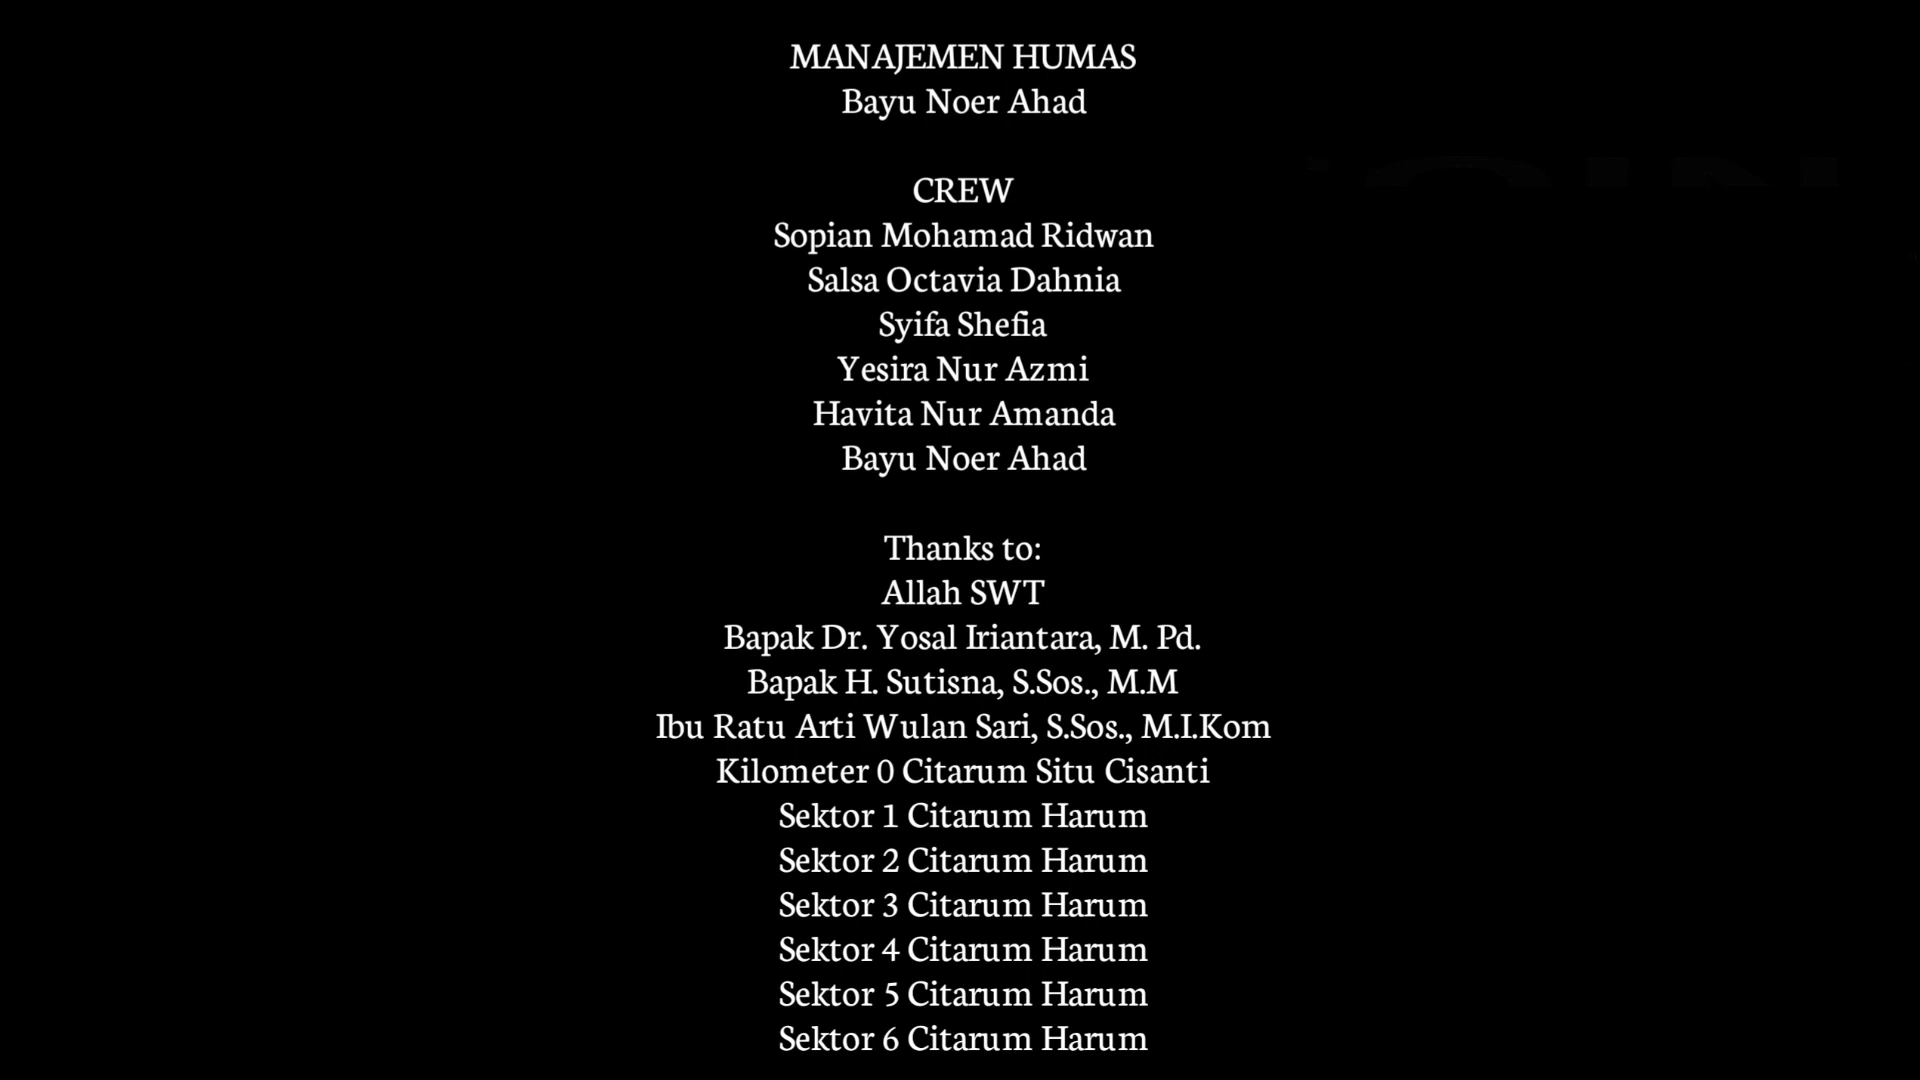 MANAJEMEN HUMAS
Bayu Noer Ahad
CREW
Sopian Mohamad Ridwan
Salsa Octavia Dahnia
Syifa Shefia
Yesira Nur Azmi
Havita Nur Amanda
Bayu Noer Ahad
Thanks to:
Allah SWT
Bapak Dr. Yosal Iriantara, M. Pd.
Bapak H. Sutisna, S.Sos., M.M
Ibu Ratu Arti Wulan Sari, S.Sos., M.I.Kom
Kilometer 0 Citarum Situ Cisanti
Sektor 1 Citarum Harum
Sektor 2 Citarum Harum
Sektor 3 Citarum Harum
Sektor 4 Citarum Harum
Sektor 5 Citarum Harum
Sektor 6 Citarum Harum